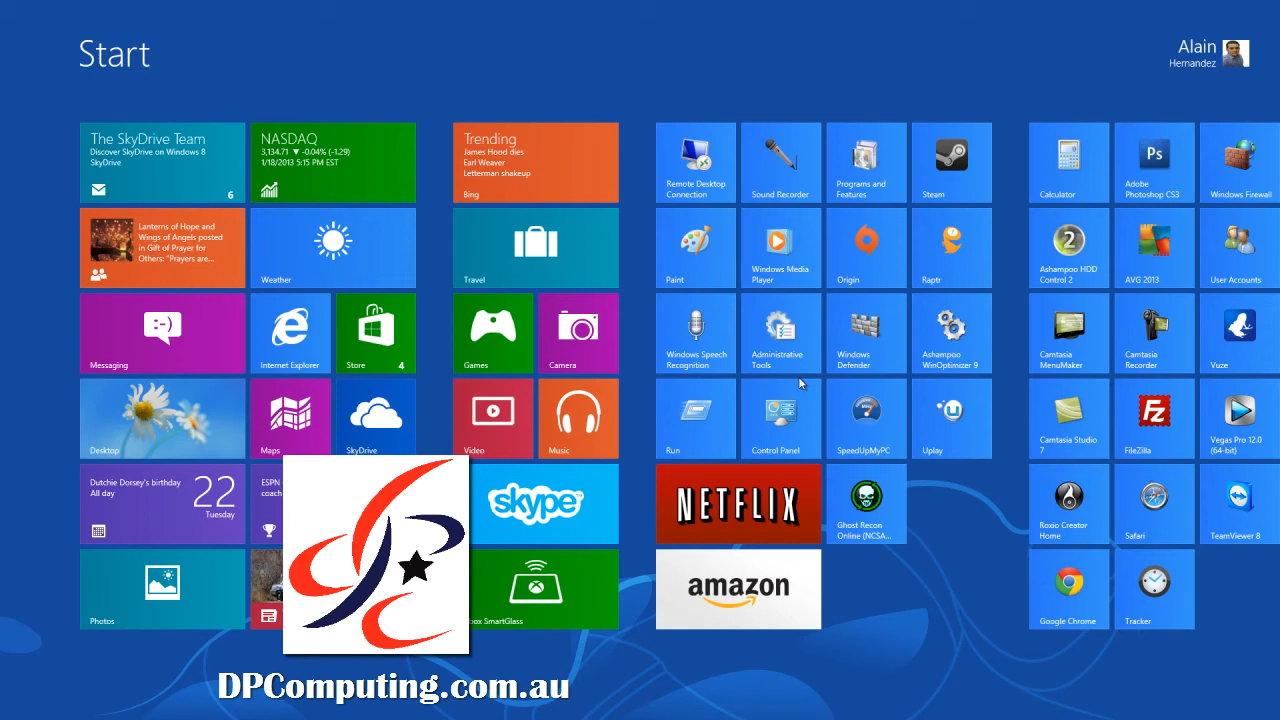 Start
Alain
Hernandez
The SkyDrive Team
Discover SkyDrive on Windows 8
SkyDrive
6
NASDAQ
3,134.71 ▼ -0.04% (-1.29)
1/18/2013 5:15 PM EST
Lanterns of Hope and
Wings of Angels posted
in Gift of Prayer for
Others: "Prayers are...
Weather
Messaging
Internet Explorer
Store
4
Desktop
Maps
SkyDrive
Dutchie Dorsey's birthday
All day
22
Tuesday
ESPN
coach
Photos
Trending
James Hood dies
Earl Weaver
Letterman shakeup
Bing
Travel
Games
Camera
Video
Music
skype
box SmartGlass
Remote Desktop
Connection
Sound Recorder
Programs and
Features
Steam
Paint
Windows Media
Player
Origin
Raptr
Windows Speech
Recognition
Administrative
Tools
Windows
Defender
Ashampoo
WinOptimizer 9
Run
Control Panel
SpeedUpMyPC
Uplay
NETFLIX
Ghost Recon
Online (NCSA...
amazon
Calculator
Ps
Adobe
Photoshop CS3
Windows Firewall
2
Ashampoo HDD
Control 2
AVG 2013
User Accounts
Camtasia
MenuMaker
Camtasia
Recorder
Vuze
Camtasia Studio
7
Fz
FileZilla
Vegas Pro 12.0
(64-bit)
Roxio Creator
Home
Safari
TeamViewer 8
Google Chrome
Tracker
DPComputing.com.au